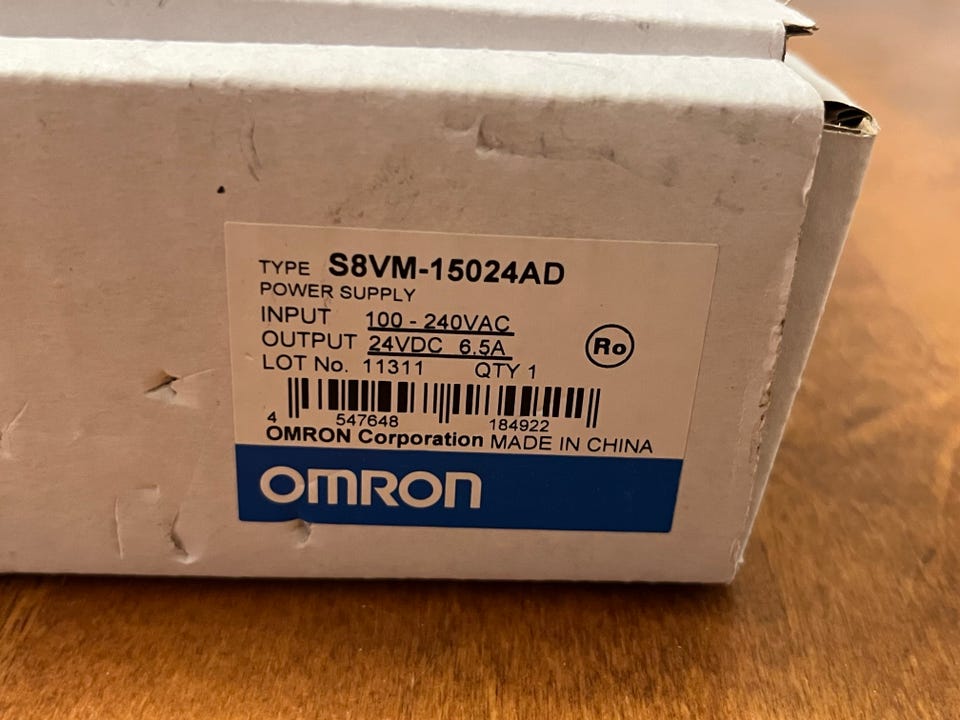 TYPE S8VM-15024AD
POWER SUPPLY
INPUT 100 - 240VAC
OUTPUT 24VDC 6.5A
Ro
LOT No. 11311 QTY 1
4 547648 184922
OMRON Corporation MADE IN CHINA
OMRON